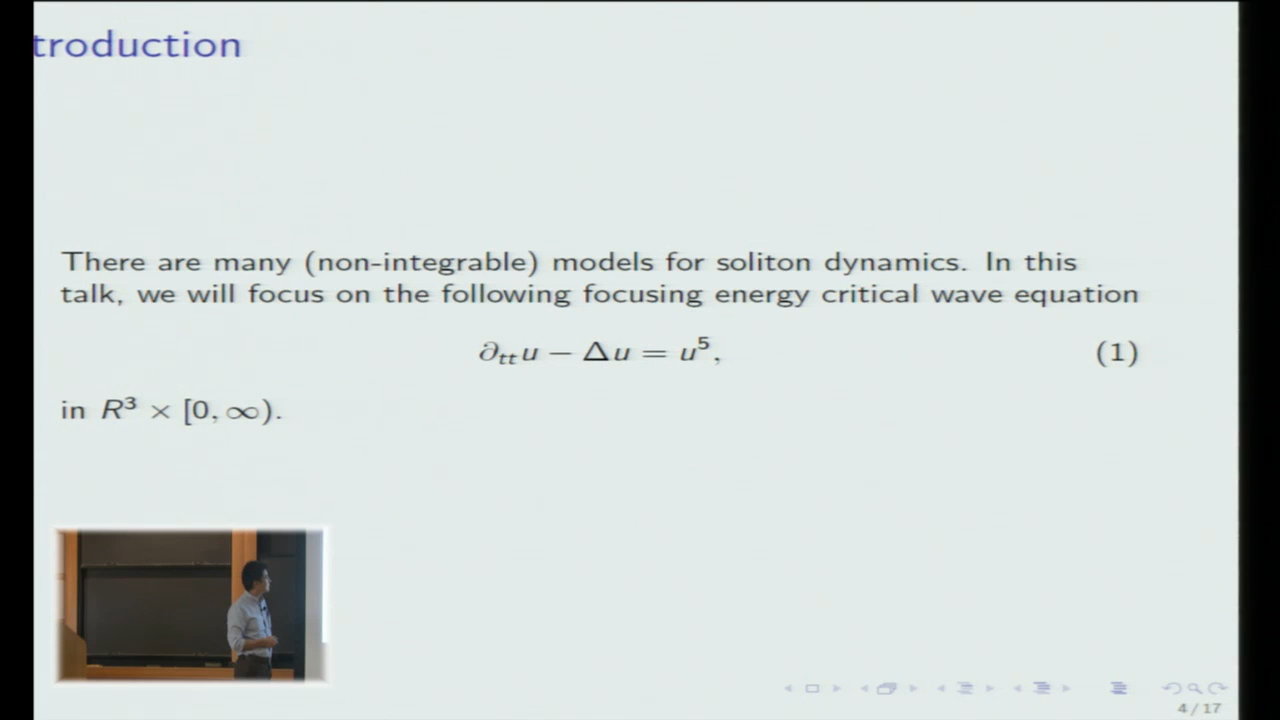 troduction
There are many (non-integrable) models for soliton dynamics. In this
talk, we will focus on the following focusing energy critical wave equation
∂ₜₜu − Δu = u⁵, (1)
in R³ × [0, ∞).
4 / 17